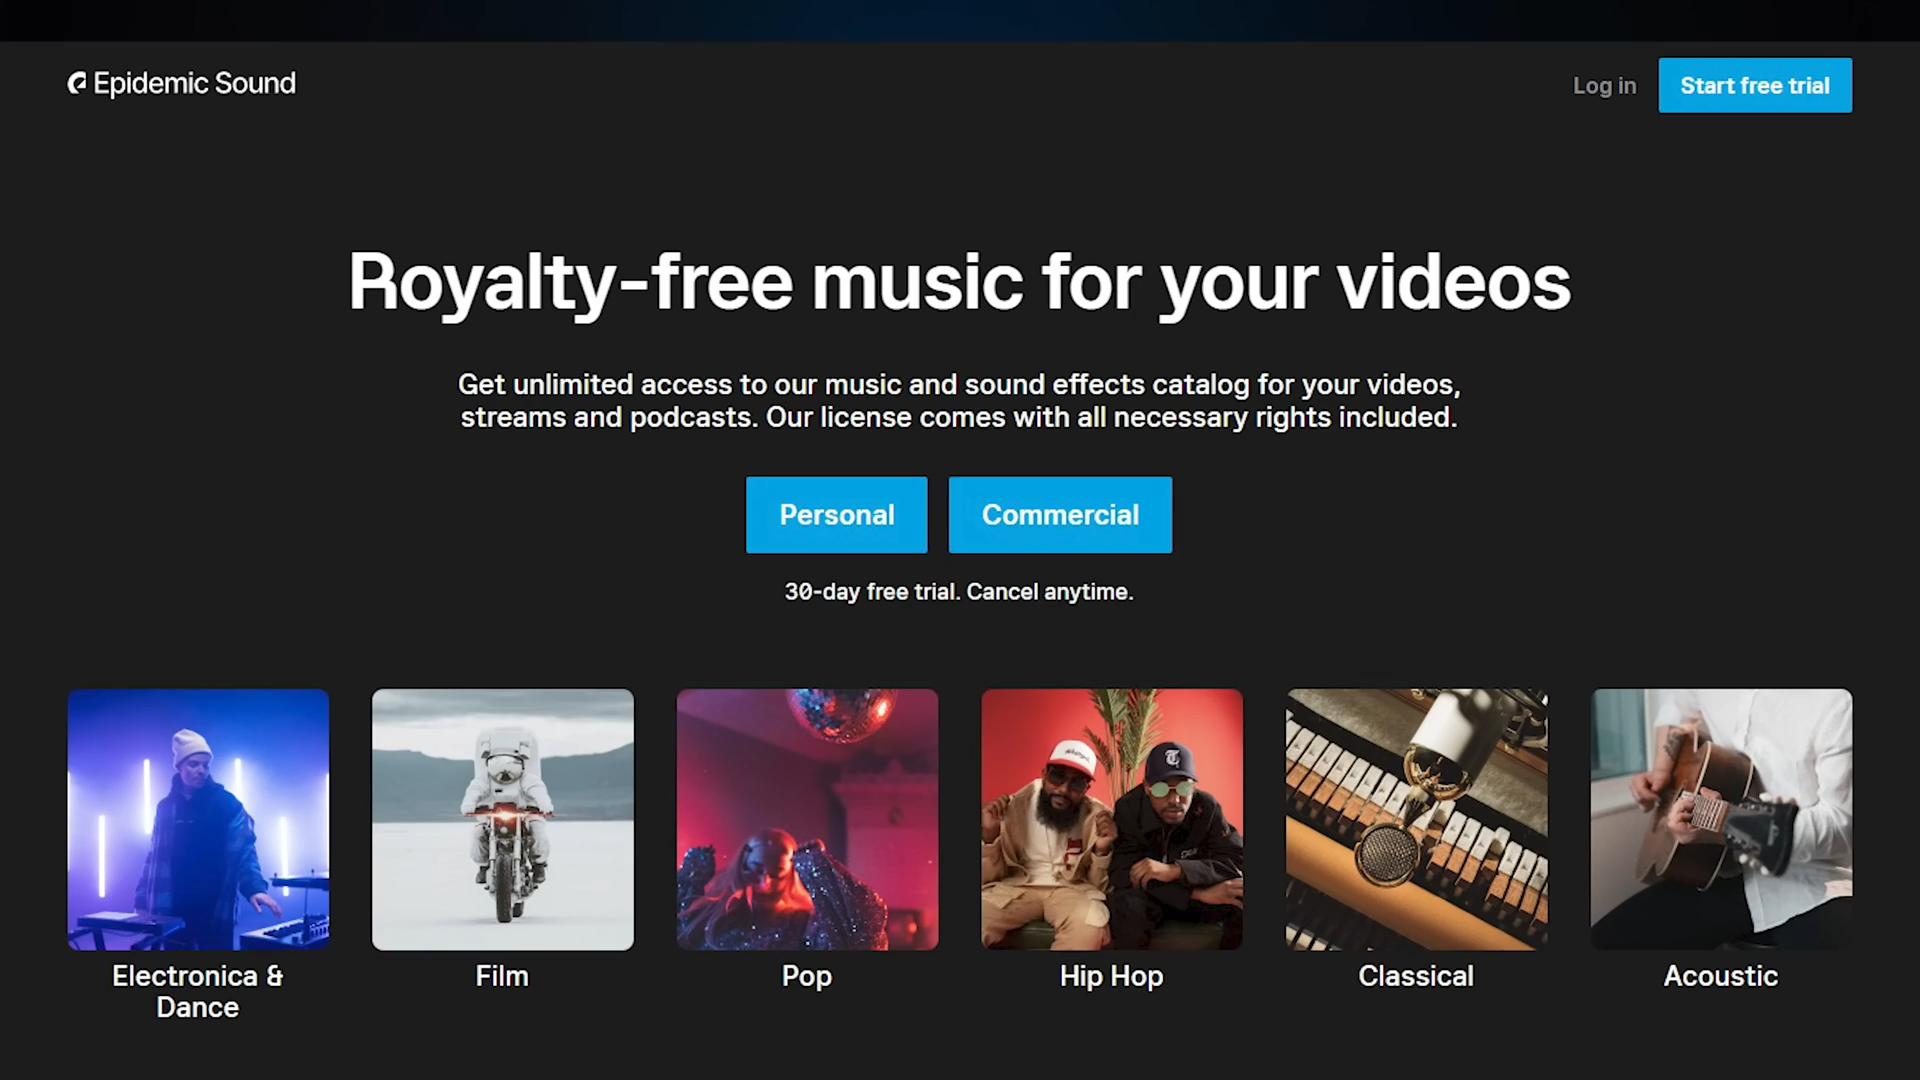 Epidemic Sound
Log in
Start free trial
Royalty-free music for your videos
Get unlimited access to our music and sound effects catalog for your videos,
streams and podcasts. Our license comes with all necessary rights included.
Personal
Commercial
30-day free trial. Cancel anytime.
Electronica &
Dance
Film
Pop
Hip Hop
Classical
Acoustic